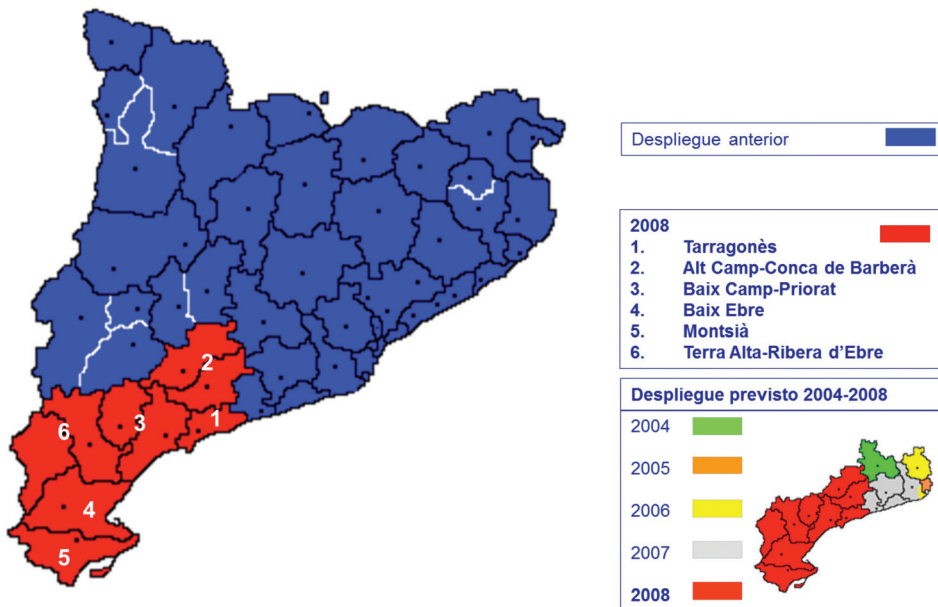 Despliegue anterior
2008
1. Tarragonès
2. Alt Camp-Conca de Barberà
3. Baix Camp-Priorat
4. Baix Ebre
5. Montsià
6. Terra Alta-Ribera d'Ebre
2
1
3
6
4
5
Despliegue previsto 2004-2008
2004
2005
2006
2007
2008